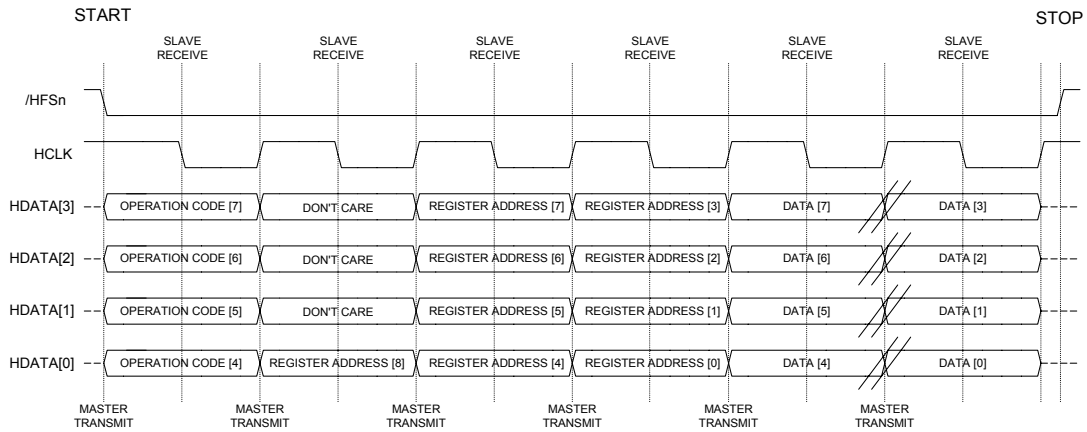 START STOP
SLAVE RECEIVE SLAVE RECEIVE SLAVE RECEIVE SLAVE RECEIVE SLAVE RECEIVE SLAVE RECEIVE
/HFSn
HCLK
HDATA[3] OPERATION CODE [7] DON'T CARE REGISTER ADDRESS [7] REGISTER ADDRESS [3] DATA [7] DATA [3]
HDATA[2] OPERATION CODE [6] DON'T CARE REGISTER ADDRESS [6] REGISTER ADDRESS [2] DATA [6] DATA [2]
HDATA[1] OPERATION CODE [5] DON'T CARE REGISTER ADDRESS [5] REGISTER ADDRESS [1] DATA [5] DATA [1]
HDATA[0] OPERATION CODE [4] REGISTER ADDRESS [8] REGISTER ADDRESS [4] REGISTER ADDRESS [0] DATA [4] DATA [0]
MASTER TRANSMIT MASTER TRANSMIT MASTER TRANSMIT MASTER TRANSMIT MASTER TRANSMIT MASTER TRANSMIT